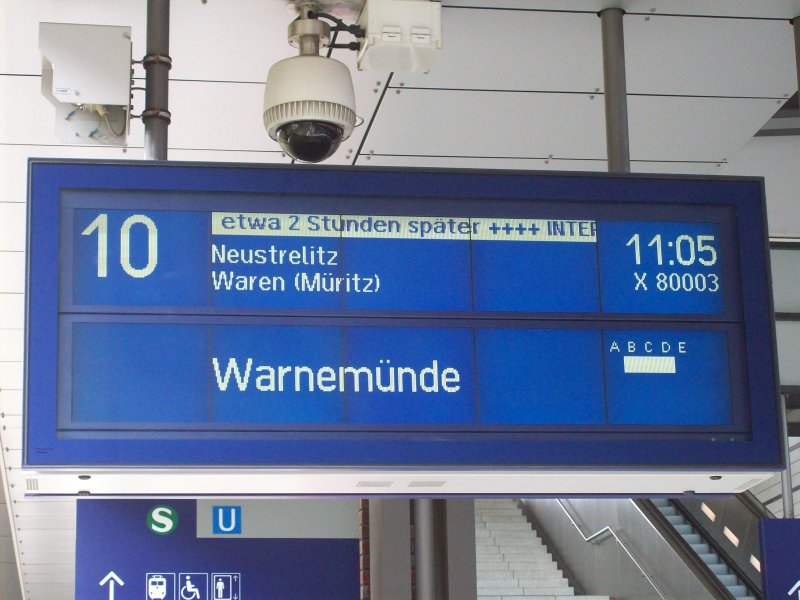 10
etwa 2 Stunden später ++++ INTER
Neustrelitz
Waren (Müritz)
11:05
X 80003
Warnemünde
A B C D E
S
U